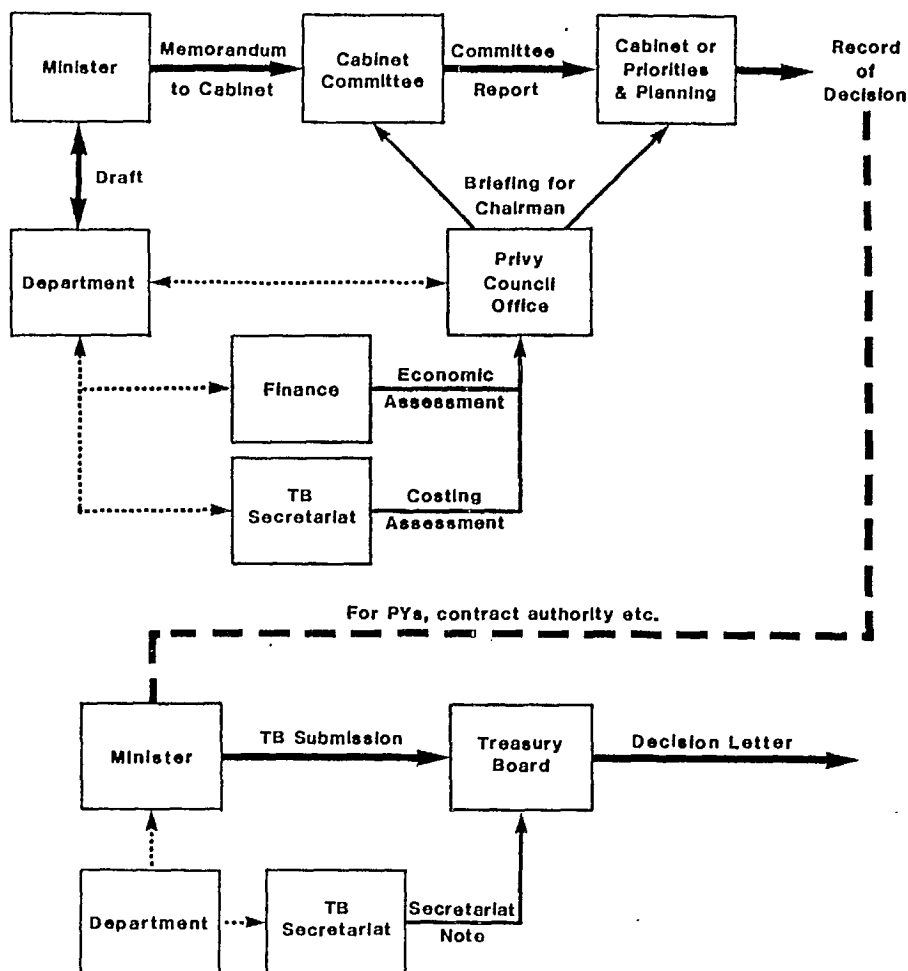 Minister
Memorandum
to Cabinet
Cabinet
Committee
Committee
Report
Cabinet or
Priorities
& Planning
Record
of
Decision
Draft
Briefing for
Chairman
Department
Privy
Council
Office
Finance
Economic
Assessment
TB
Secretariat
Costing
Assessment
For PYs, contract authority etc.
Minister
TB Submission
Treasury
Board
Decision Letter
Department
TB
Secretariat
Secretariat
Note